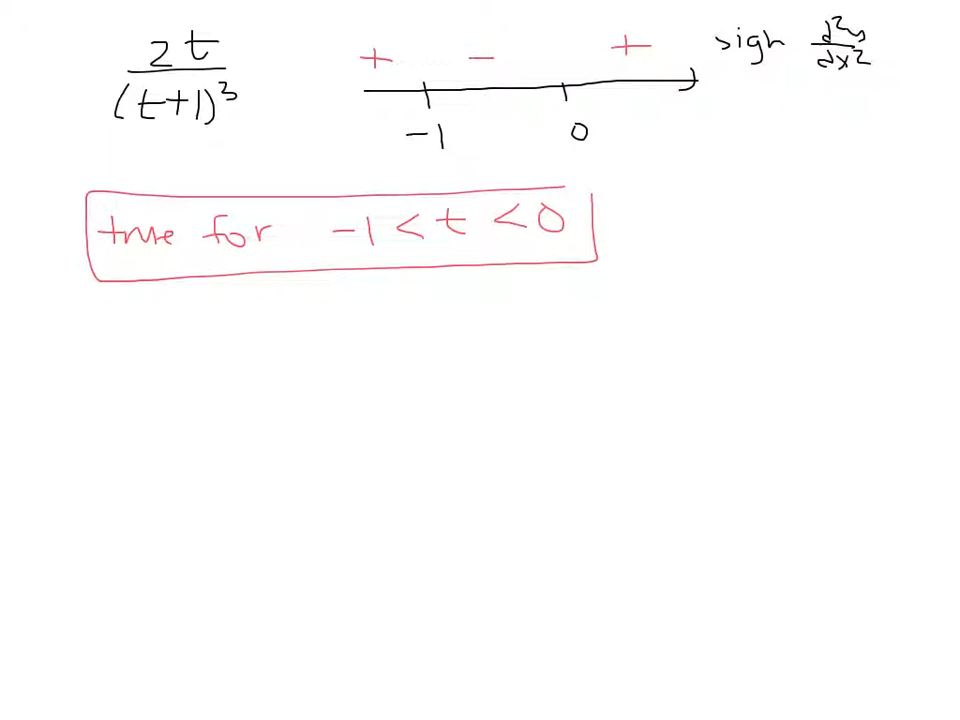 2t
(t+1)³
+ - +
-1 0
sign d²y
dx²
true for -1 < t < 0